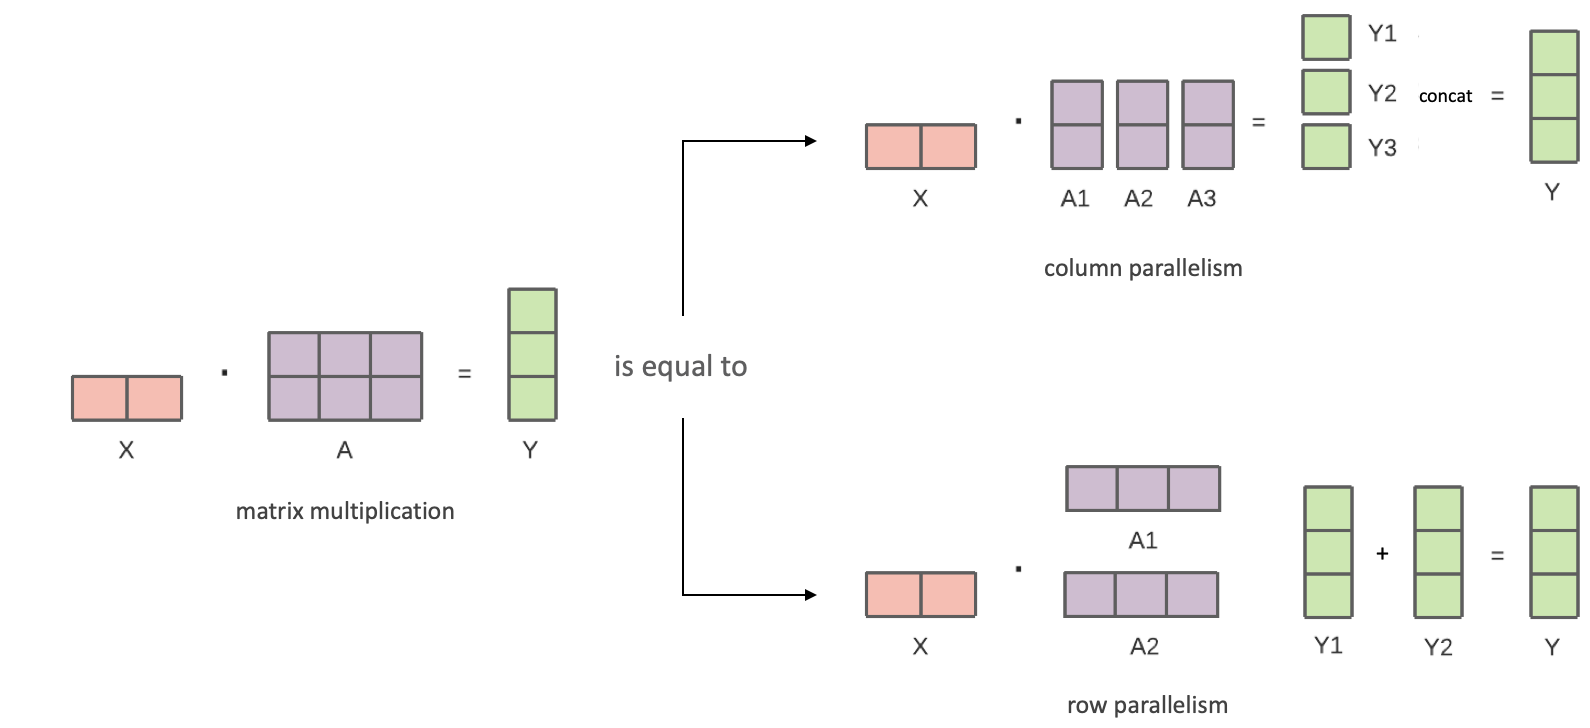 X
·
A
=
Y
matrix multiplication
is equal to
X
·
A1 A2 A3
=
Y1
Y2
Y3
concat =
Y
column parallelism
X
·
A1
A2
Y1
+
Y2
=
Y
row parallelism